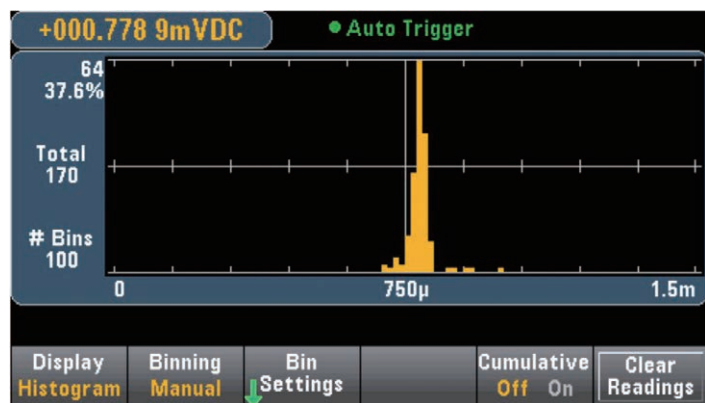 +000.778 9mVDC
Auto Trigger
64
37.6%
Total
170
# Bins
100
0 750µ 1.5m
Display
Histogram
Binning
Manual
Bin
Settings
Cumulative
Off On
Clear
Readings